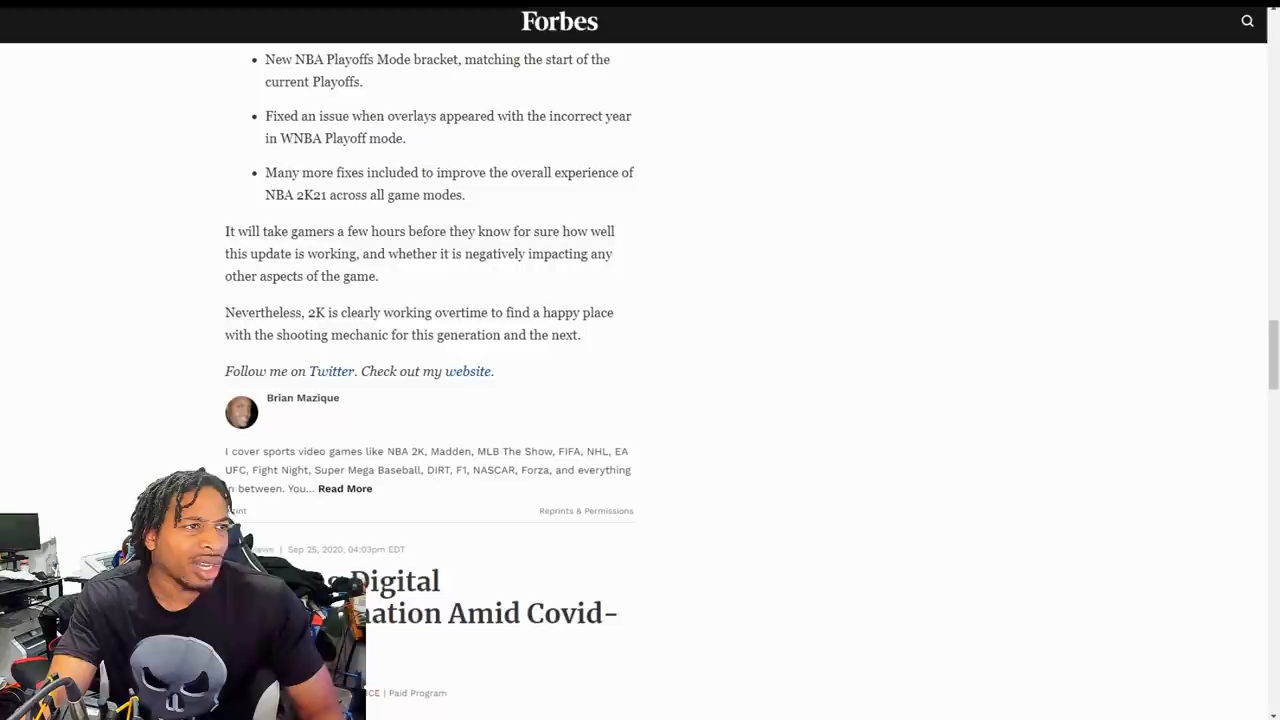 Forbes
New NBA Playoffs Mode bracket, matching the start of the
current Playoffs.
Fixed an issue when overlays appeared with the incorrect year
in WNBA Playoff mode.
Many more fixes included to improve the overall experience of
NBA 2K21 across all game modes.
It will take gamers a few hours before they know for sure how well
this update is working, and whether it is negatively impacting any
other aspects of the game.
Nevertheless, 2K is clearly working overtime to find a happy place
with the shooting mechanic for this generation and the next.
Follow me on Twitter. Check out my website.
Brian Mazique
I cover sports video games like NBA 2K, Madden, MLB The Show, FIFA, NHL, EA
UFC, Fight Night, Super Mega Baseball, DIRT, F1, NASCAR, Forza, and everything
in between. You... Read More
Reprints & Permissions
| Sep 25, 2020, 04:03pm EDT
Digital
Amid Covid-
| Paid Program